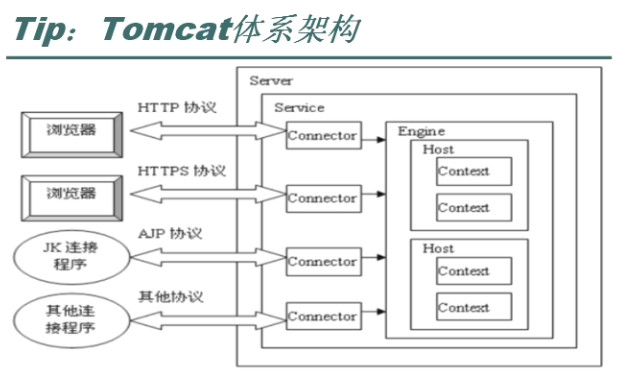 Tip：Tomcat体系架构
Server
HTTP 协议
Service
浏览器
Connector
Engine
Host
Context
HTTPS 协议
浏览器
Connector
Context
AJP 协议
JK 连接
程序
Connector
Host
Context
其他协议
其他连
接程序
Connector
Context